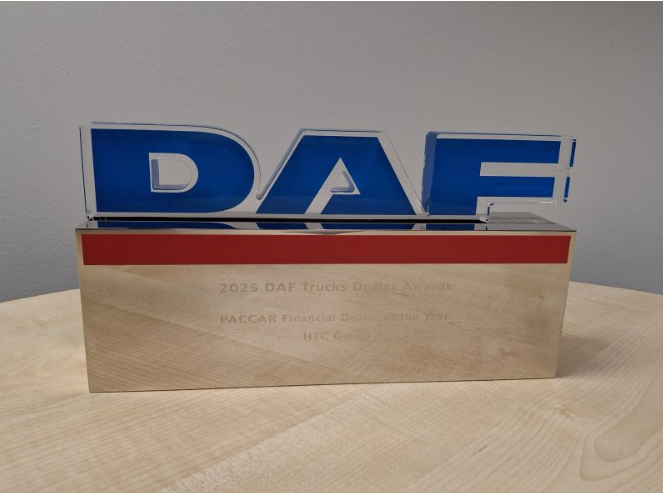 DAF
2025 DAF Trucks Dealer Awards
PACCAR Financial Dealer of the Year
HTC Group